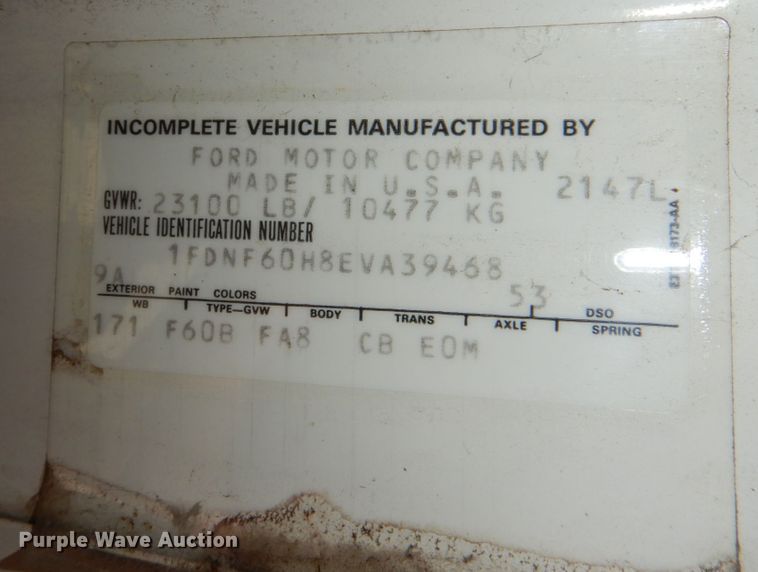 INCOMPLETE VEHICLE MANUFACTURED BY
FORD MOTOR COMPANY
MADE IN U.S.A. 2147L
GVWR: 23100 LB/ 10477 KG
VEHICLE IDENTIFICATION NUMBER
1FDNF60H8EVA39468
9A 53
EXTERIOR PAINT COLORS DSO
WB TYPE—GVW BODY TRANS AXLE SPRING
171 F60B FA8 CB EOM
Purple Wave Auction